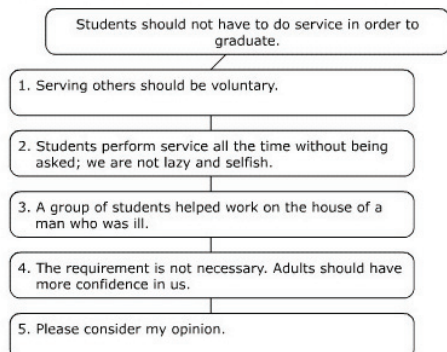 Students should not have to do service in order to
graduate.
1. Serving others should be voluntary.
2. Students perform service all the time without being
asked; we are not lazy and selfish.
3. A group of students helped work on the house of a
man who was ill.
4. The requirement is not necessary. Adults should have
more confidence in us.
5. Please consider my opinion.